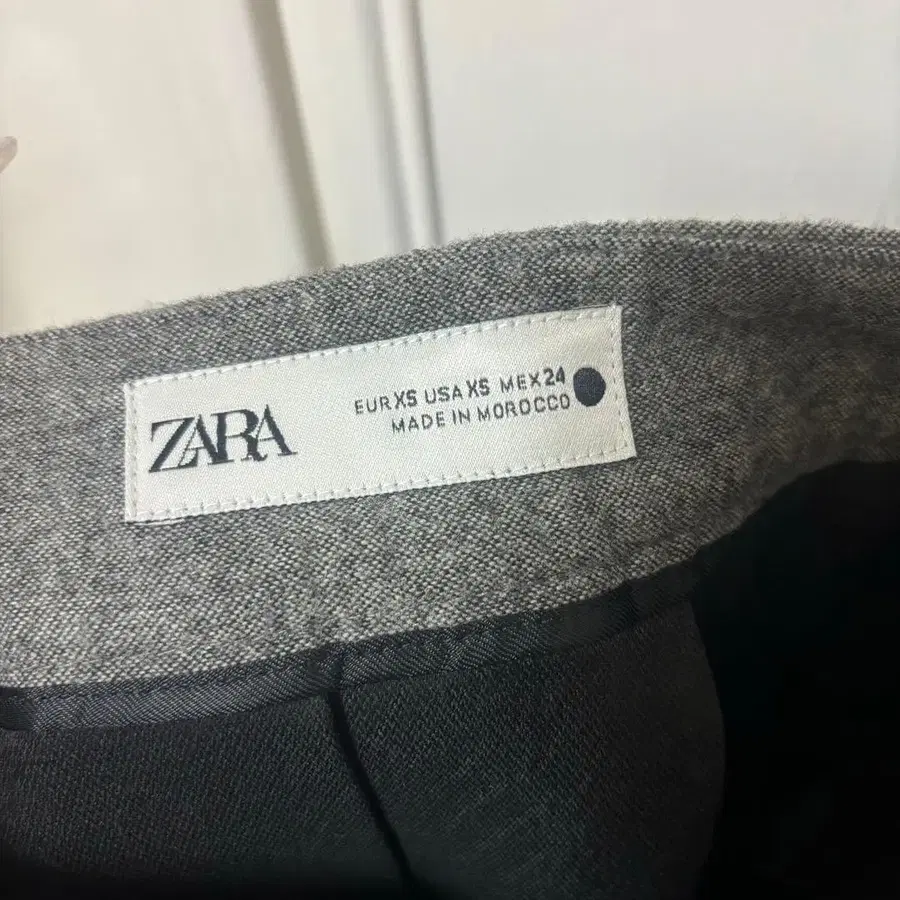 ZARA
EUR XS USA XS MEX 24
MADE IN MOROCCO